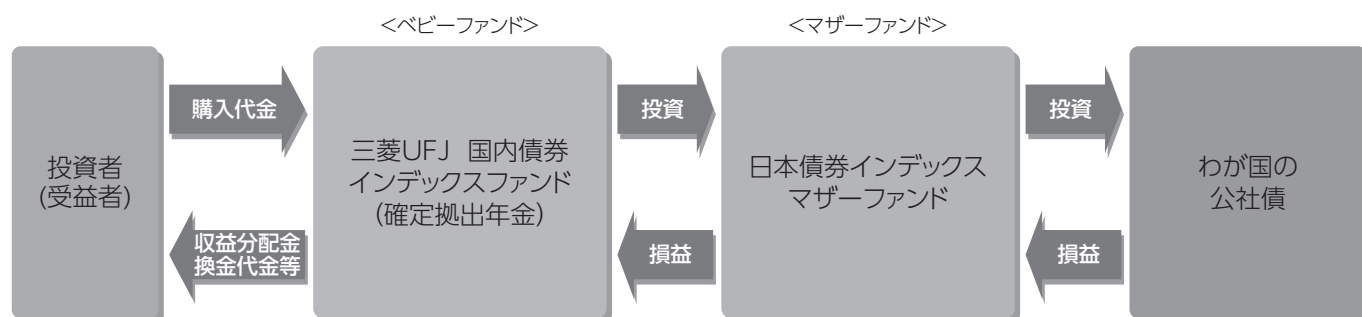 <ベビーファンド>
<マザーファンド>
投資者
(受益者)
購入代金
収益分配金
換金代金等
三菱UFJ 国内債券
インデックスファンド
(確定拠出年金)
投資
損益
日本債券インデックス
マザーファンド
投資
損益
わが国の
公社債